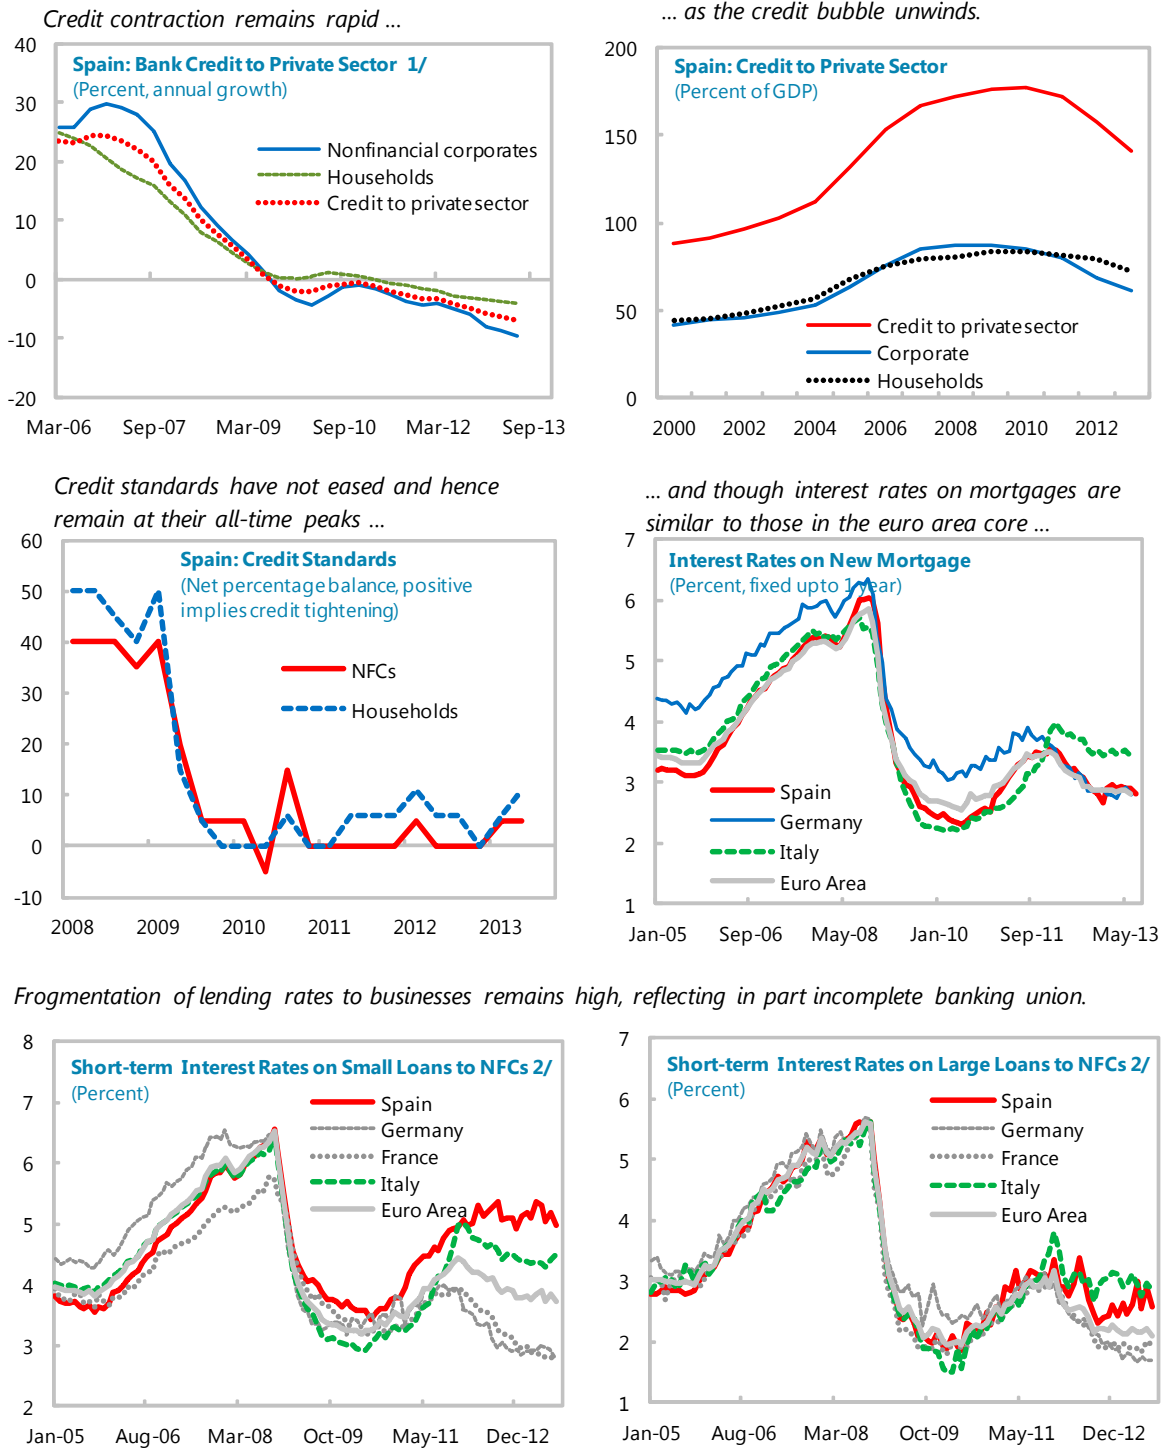 Credit contraction remains rapid ...
... as the credit bubble unwinds.
Spain: Bank Credit to Private Sector 1/
(Percent, annual growth)
40
30
20
10
0
-10
-20
Nonfinancial corporates
Households
Credit to private sector
Mar-06 Sep-07 Mar-09 Sep-10 Mar-12 Sep-13
Spain: Credit to Private Sector
(Percent of GDP)
200
150
100
50
0
Credit to private sector
Corporate
Households
2000 2002 2004 2006 2008 2010 2012
Credit standards have not eased and hence
remain at their all-time peaks ...
... and though interest rates on mortgages are
similar to those in the euro area core ...
Spain: Credit Standards
(Net percentage balance, positive
implies credit tightening)
60
50
40
30
20
10
0
-10
NFCs
Households
2008 2009 2010 2011 2012 2013
Interest Rates on New Mortgage
(Percent, fixed up to 1 year)
7
6
5
4
3
2
1
Spain
Germany
Italy
Euro Area
Jan-05 Sep-06 May-08 Jan-10 Sep-11 May-13
Frogmentation of lending rates to businesses remains high, reflecting in part incomplete banking union.
Short-term Interest Rates on Small Loans to NFCs 2/
(Percent)
8
7
6
5
4
3
2
Spain
Germany
France
Italy
Euro Area
Jan-05 Aug-06 Mar-08 Oct-09 May-11 Dec-12
Short-term Interest Rates on Large Loans to NFCs 2/
(Percent)
7
6
5
4
3
2
1
Spain
Germany
France
Italy
Euro Area
Jan-05 Aug-06 Mar-08 Oct-09 May-11 Dec-12